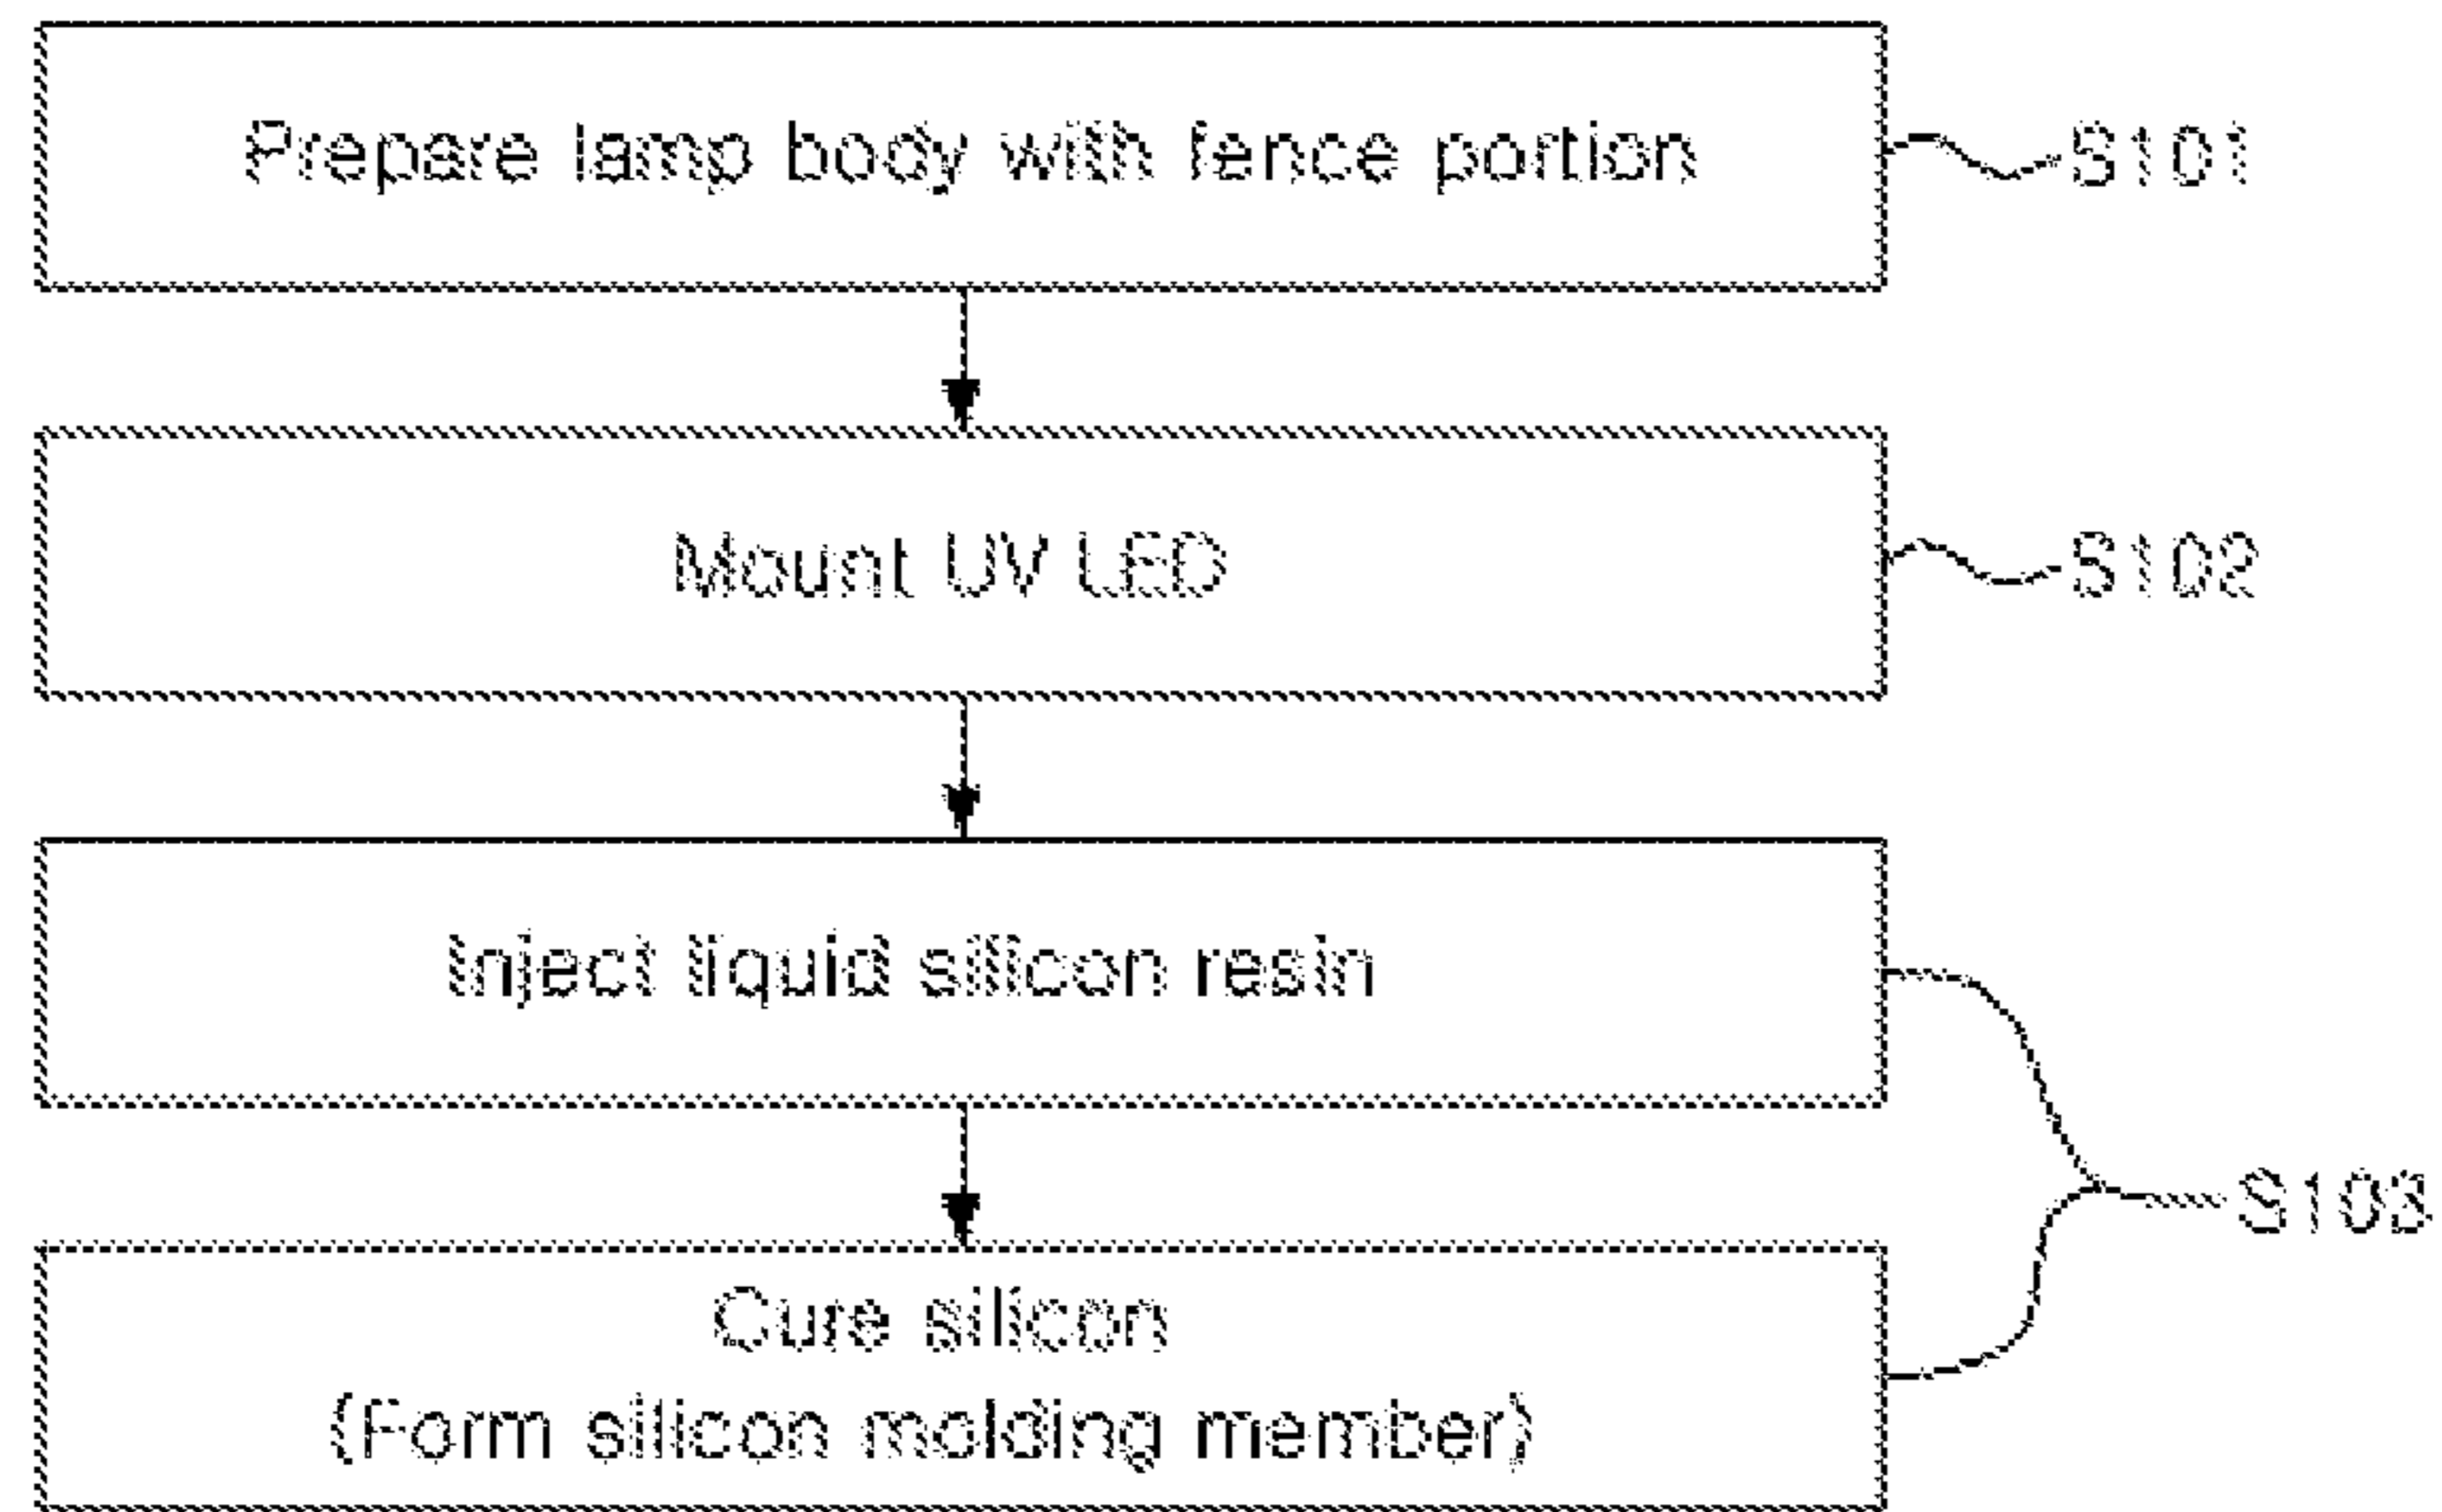 Prepare lamp body with fence portion
S101
Mount UV LED
S102
Inject liquid silicon resin
S103
Cure silicon
(Form silicon molding member)